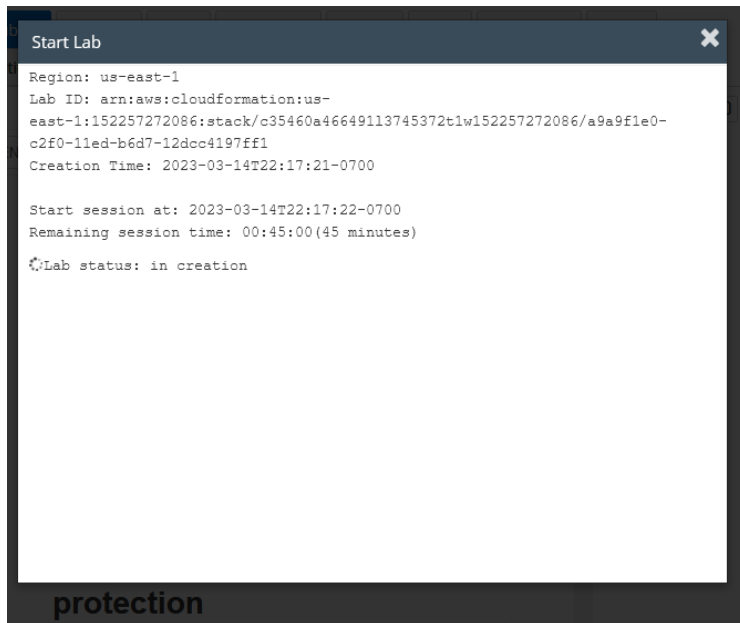 Start Lab
Region: us-east-1
Lab ID: arn:aws:cloudformation:us-
east-1:152257272086:stack/c35460a46649113745372t1w152257272086/a9a9f1e0-
c2f0-11ed-b6d7-12dcc4197ff1
Creation Time: 2023-03-14T22:17:21-0700
Start session at: 2023-03-14T22:17:22-0700
Remaining session time: 00:45:00(45 minutes)
Lab status: in creation
protection